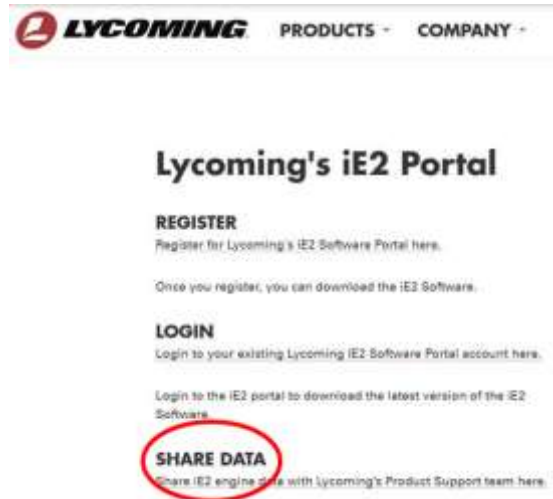 LYCOMING PRODUCTS COMPANY
Lycoming's iE2 Portal
REGISTER
Register for Lycoming's iE2 Software Portal here.
Once you register, you can download the iE2 Software.
LOGIN
Login to your existing Lycoming iE2 Software Portal account here.
Login to the iE2 portal to download the latest version of the iE2
Software.
SHARE DATA
Share iE2 engine data with Lycoming's Product Support team here.